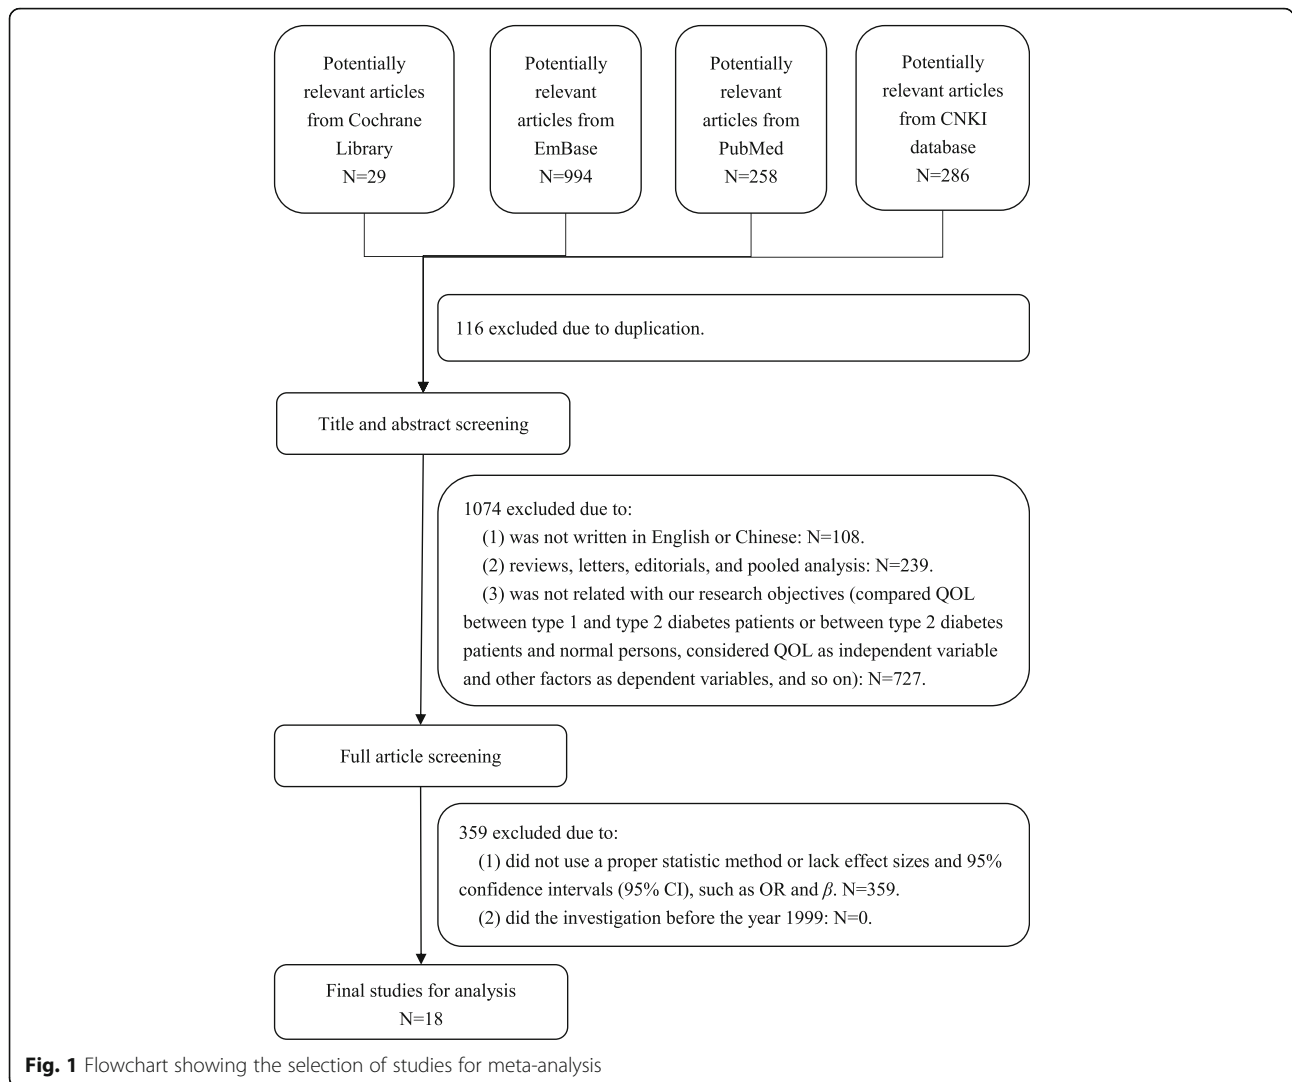 Potentially
relevant articles
from Cochrane
Library
N=29
Potentially
relevant
articles from
EmBase
N=994
Potentially
relevant
articles from
PubMed
N=258
Potentially
relevant articles
from CNKI
database
N=286
116 excluded due to duplication.
Title and abstract screening
1074 excluded due to:
(1) was not written in English or Chinese: N=108.
(2) reviews, letters, editorials, and pooled analysis: N=239.
(3) was not related with our research objectives (compared QOL
between type 1 and type 2 diabetes patients or between type 2 diabetes
patients and normal persons, considered QOL as independent variable
and other factors as dependent variables, and so on): N=727.
Full article screening
359 excluded due to:
(1) did not use a proper statistic method or lack effect sizes and 95%
confidence intervals (95% CI), such as OR and β. N=359.
(2) did the investigation before the year 1999: N=0.
Final studies for analysis
N=18
Fig. 1 Flowchart showing the selection of studies for meta-analysis